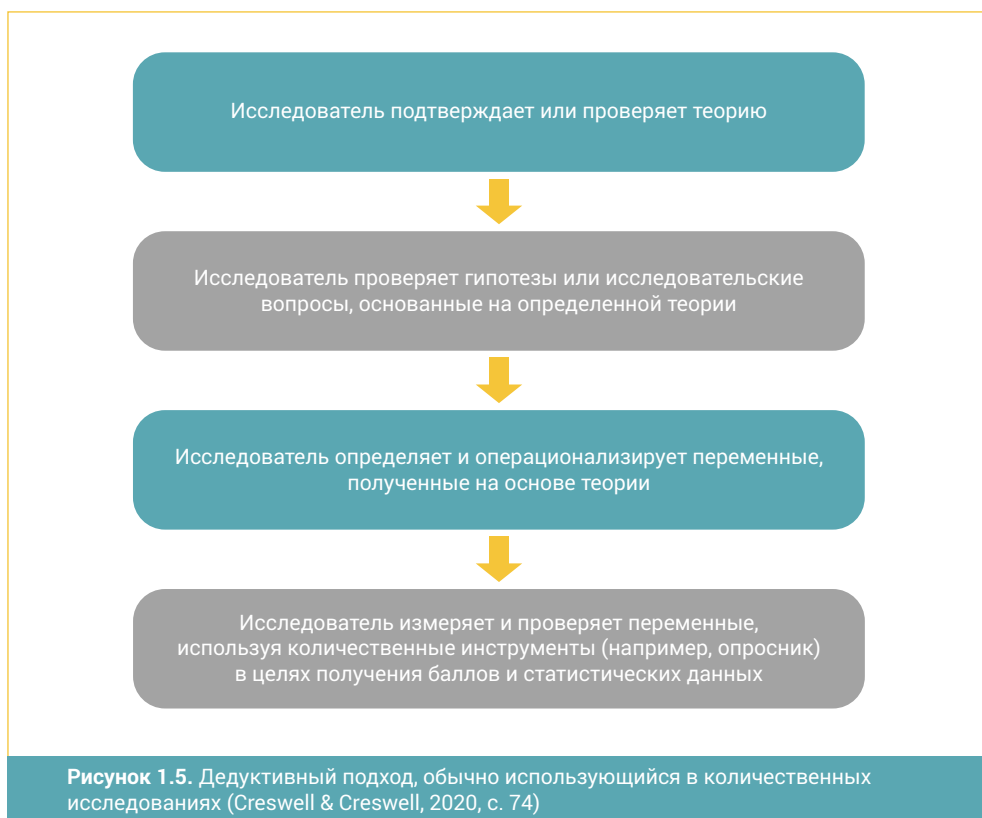 Исследователь подтверждает или проверяет теорию
Исследователь проверяет гипотезы или исследовательские
вопросы, основанные на определенной теории
Исследователь определяет и операционализирует переменные,
полученные на основе теории
Исследователь измеряет и проверяет переменные,
используя количественные инструменты (например, опросник)
в целях получения баллов и статистических данных
Рисунок 1.5. Дедуктивный подход, обычно использующийся в количественных
исследованиях (Creswell & Creswell, 2020, с. 74)